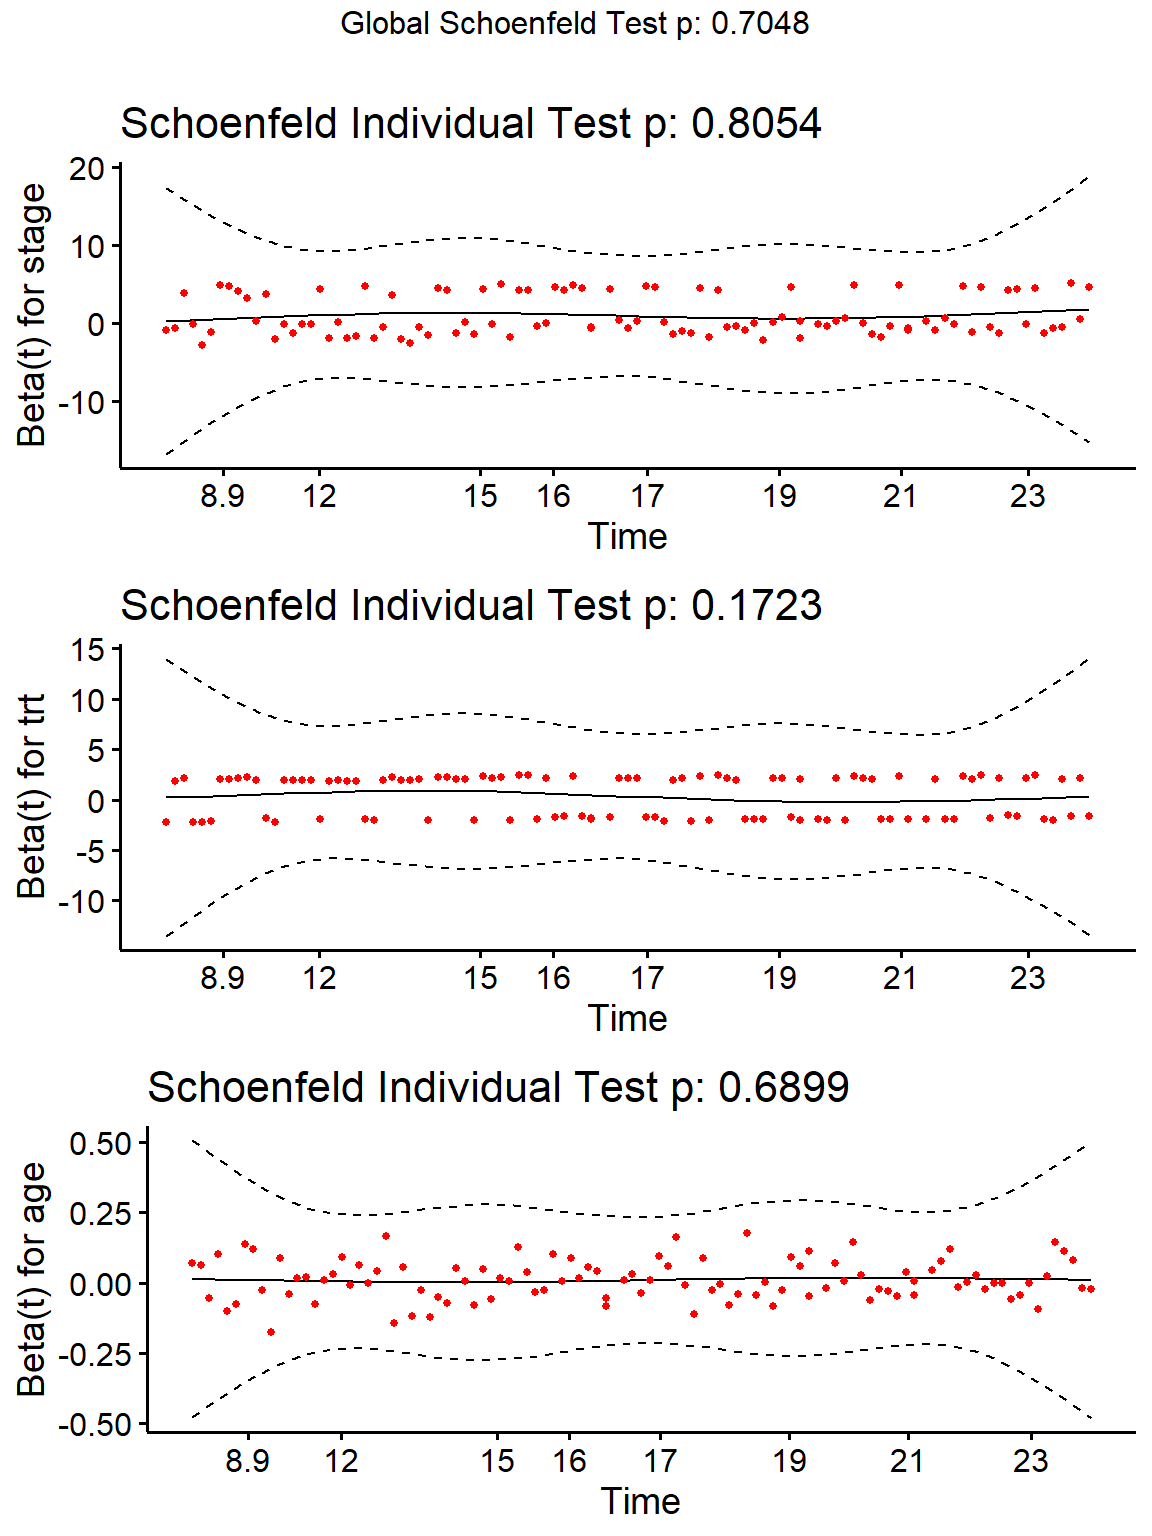 Global Schoenfeld Test p: 0.7048
Schoenfeld Individual Test p: 0.8054
Beta(t) for stage
20
10
0
-10
8.9 12 15 16 17 19 21 23
Time
Schoenfeld Individual Test p: 0.1723
Beta(t) for trt
15
10
5
0
-5
-10
8.9 12 15 16 17 19 21 23
Time
Schoenfeld Individual Test p: 0.6899
Beta(t) for age
0.50
0.25
0.00
-0.25
-0.50
8.9 12 15 16 17 19 21 23
Time